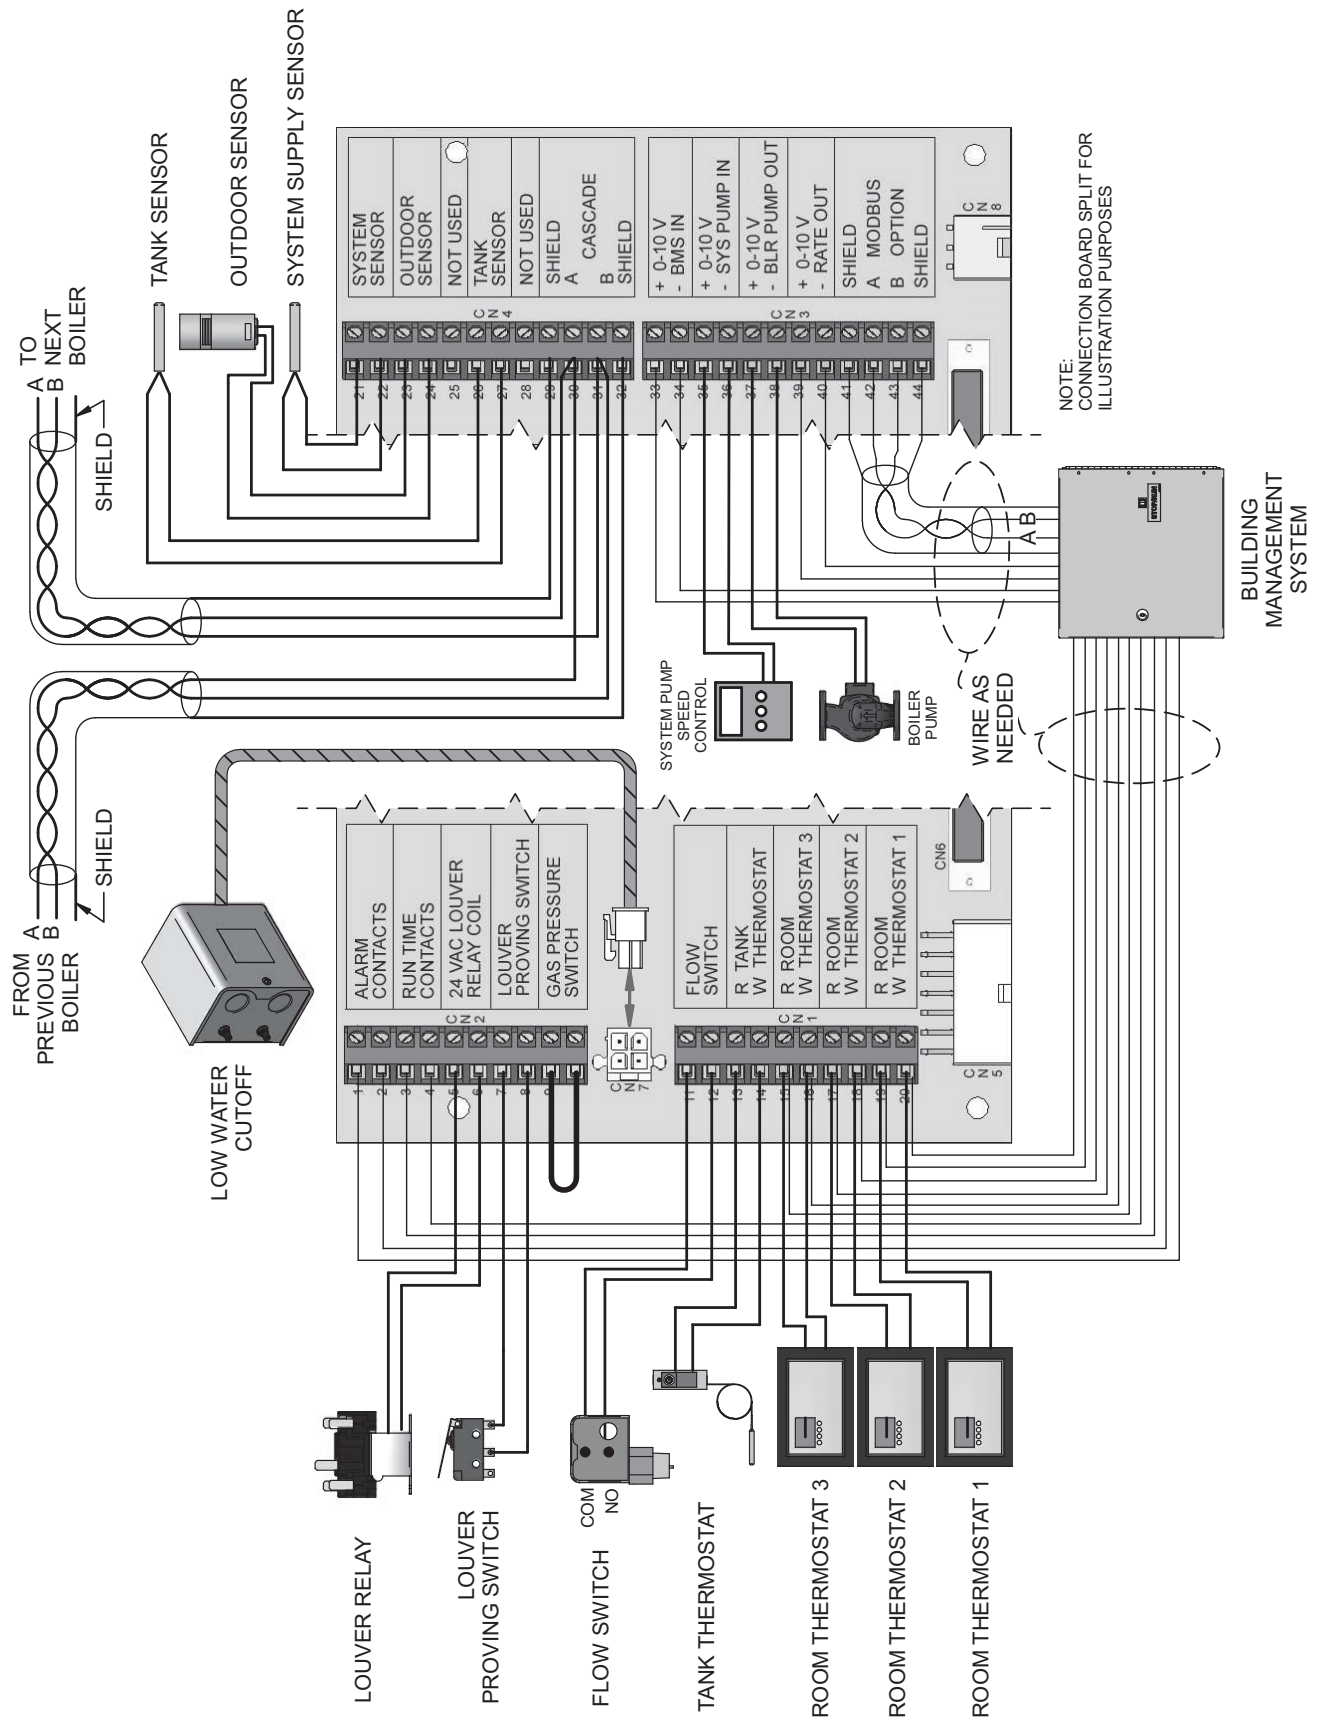 TANK SENSOR
OUTDOOR SENSOR
SYSTEM SUPPLY SENSOR
A TO
B NEXT
BOILER
SHIELD
FROM
PREVIOUS
BOILER
A
B
SHIELD
LOW WATER
CUTOFF
SYSTEM
SENSOR
OUTDOOR
SENSOR
NOT USED
TANK
SENSOR
NOT USED
SHIELD
A
CASCADE
B
SHIELD
CN4
21
22
23
24
25
26
27
28
29
30
31
32
+ 0-10 V
- BMS IN
+ 0-10 V
- SYS PUMP IN
+ 0-10 V
- BLR PUMP OUT
+ 0-10 V
- RATE OUT
SHIELD
A MODBUS
B OPTION
SHIELD
CN3
33
34
35
36
37
38
39
40
41
42
43
44
CN8
NOTE:
CONNECTION BOARD SPLIT FOR
ILLUSTRATION PURPOSES
SYSTEM PUMP
SPEED
CONTROL
BOILER
PUMP
WIRE AS
NEEDED
A B
BUILDING
MANAGEMENT
SYSTEM
ALARM
CONTACTS
RUN TIME
CONTACTS
24 VAC LOUVER
RELAY COIL
LOUVER
PROVING SWITCH
GAS PRESSURE
SWITCH
CN2
1
2
3
4
5
6
7
8
9
CN7
FLOW
SWITCH
R TANK
W THERMOSTAT
R ROOM
W THERMOSTAT 3
R ROOM
W THERMOSTAT 2
R ROOM
W THERMOSTAT 1
CN1
11
12
13
14
15
16
17
18
19
20
CN6
CN5
LOUVER RELAY
LOUVER
PROVING SWITCH
COM
NO
FLOW SWITCH
TANK THERMOSTAT
ROOM THERMOSTAT 3
ROOM THERMOSTAT 2
ROOM THERMOSTAT 1